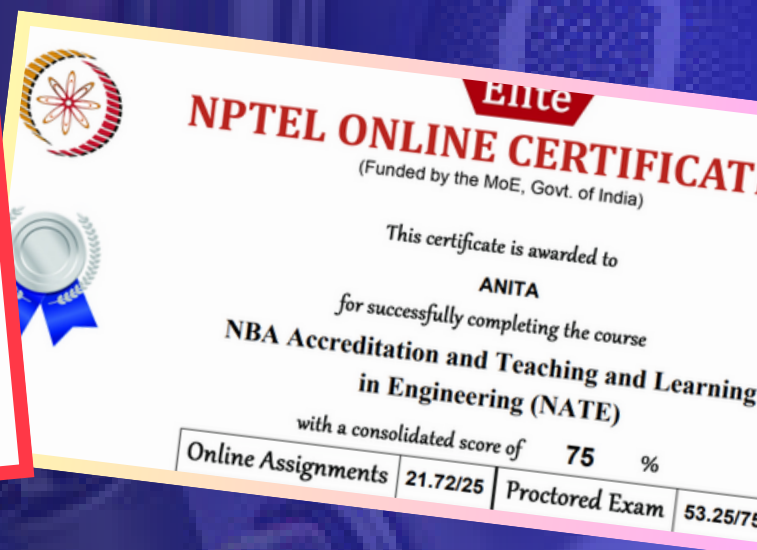 Elite
NPTEL ONLINE CERTIFICAT
(Funded by the MoE, Govt. of India)
This certificate is awarded to
ANITA
for successfully completing the course
NBA Accreditation and Teaching and Learning
in Engineering (NATE)
with a consolidated score of 75 %
Online Assignments 21.72/25 Proctored Exam 53.25/75